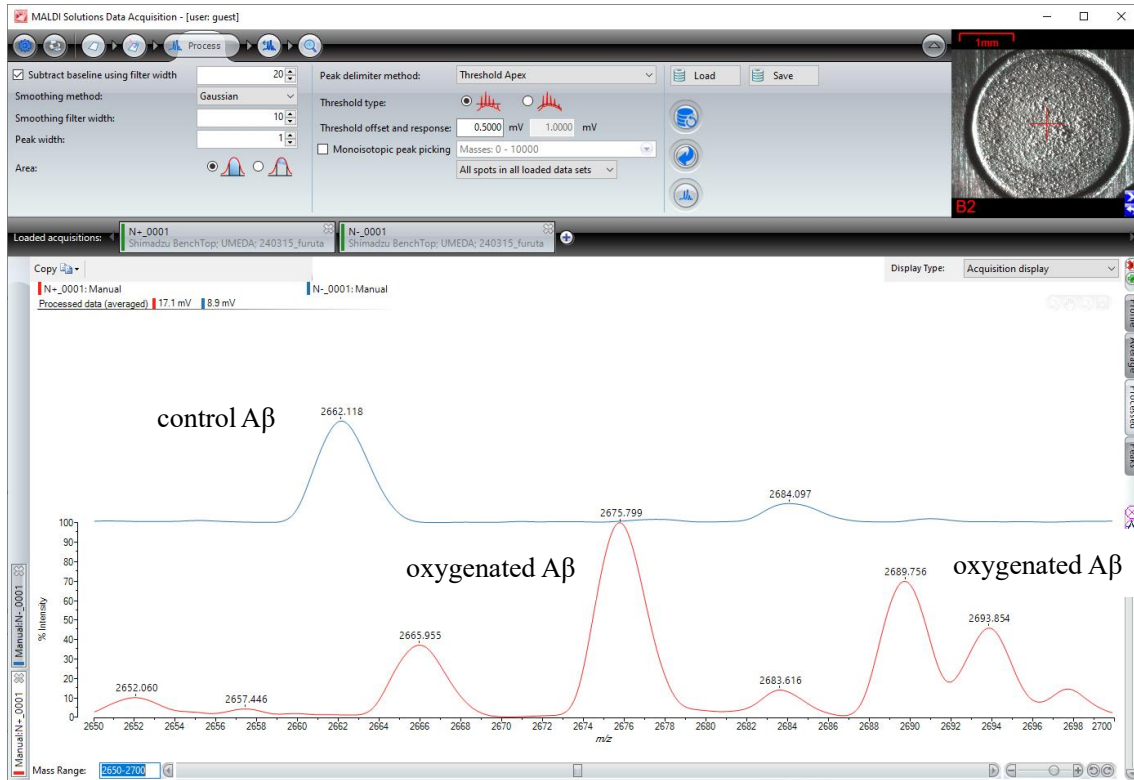 MALDI Solutions Data Acquisition - [user: guest]
Process
1mm
Subtract baseline using filter width 20
Peak delimiter method: Threshold Apex
Load Save
Smoothing method: Gaussian
Threshold type:
Smoothing filter width: 10
Threshold offset and response: 0.5000 mV 1.0000 mV
Peak width: 1
Monoisotopic peak picking Masses: 0 - 10000
Area:
All spots in all loaded data sets
B2
Loaded acquisitions:
N+_0001
Shimadzu BenchTop; UMEDA; 240315_furuta
N-_0001
Shimadzu BenchTop; UMEDA; 240315_furuta
Copy
Display Type: Acquisition display
N+_0001: Manual N-_0001: Manual
Processed data (averaged) 17.1 mV 8.9 mV
Profile
Average
Processed
Peaks
control Aβ
2662.118
2684.097
2675.799
oxygenated Aβ
oxygenated Aβ
2689.756
2693.854
2665.955
2683.616
2652.060
2657.446
% Intensity
100
90
80
70
60
50
40
30
20
10
0
2650 2652 2654 2656 2658 2660 2662 2664 2666 2668 2670 2672 2674 2676 2678 2680 2682 2684 2686 2688 2690 2692 2694 2696 2698 2700
m/z
Manual:N-_0001
Manual:N+_0001
Mass Range: 2650-2700